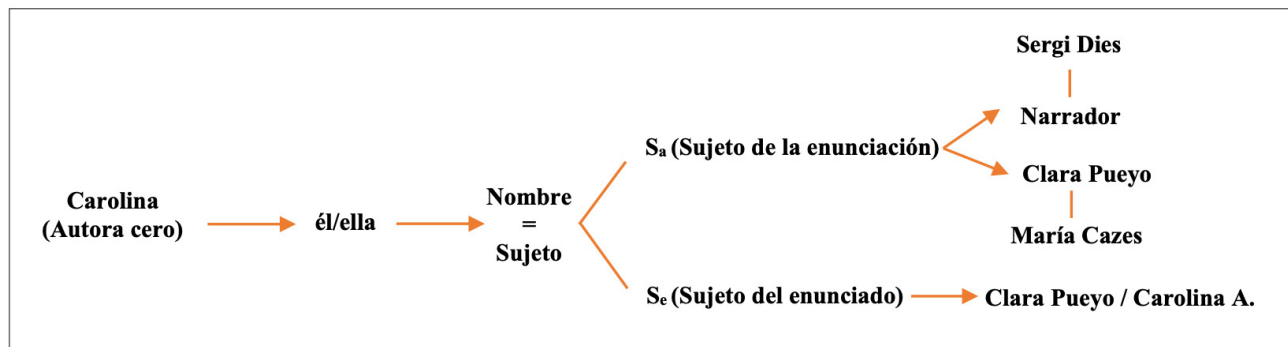 Sergi Dies
Narrador
Sₐ (Sujeto de la enunciación)
Clara Pueyo
Carolina
(Autora cero)
él/ella
Nombre
=
Sujeto
María Cazes
Sₑ (Sujeto del enunciado)
Clara Pueyo / Carolina A.